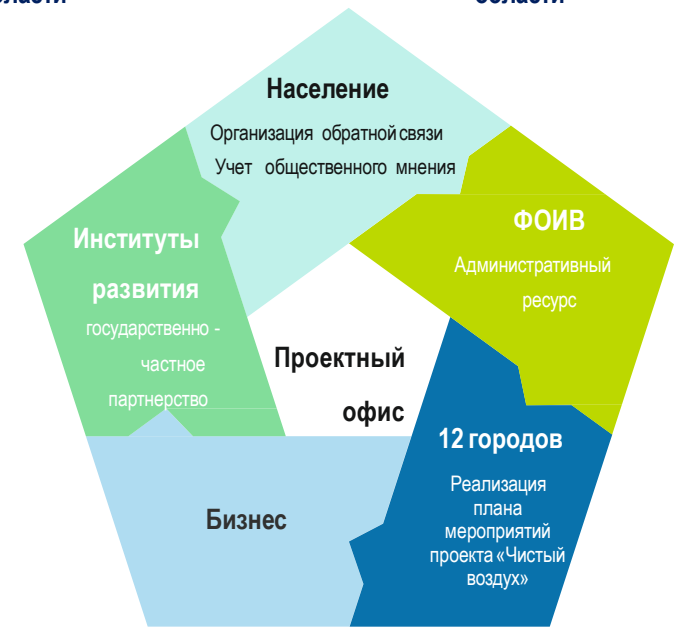 области
Население
Организация обратной связи
Учет общественного мнения
ФОИВ
Административный
ресурс
Институты
развития
государственно -
частное
партнерство
Проектный
офис
12 городов
Реализация
плана
мероприятий
проекта «Чистый
воздух»
Бизнес